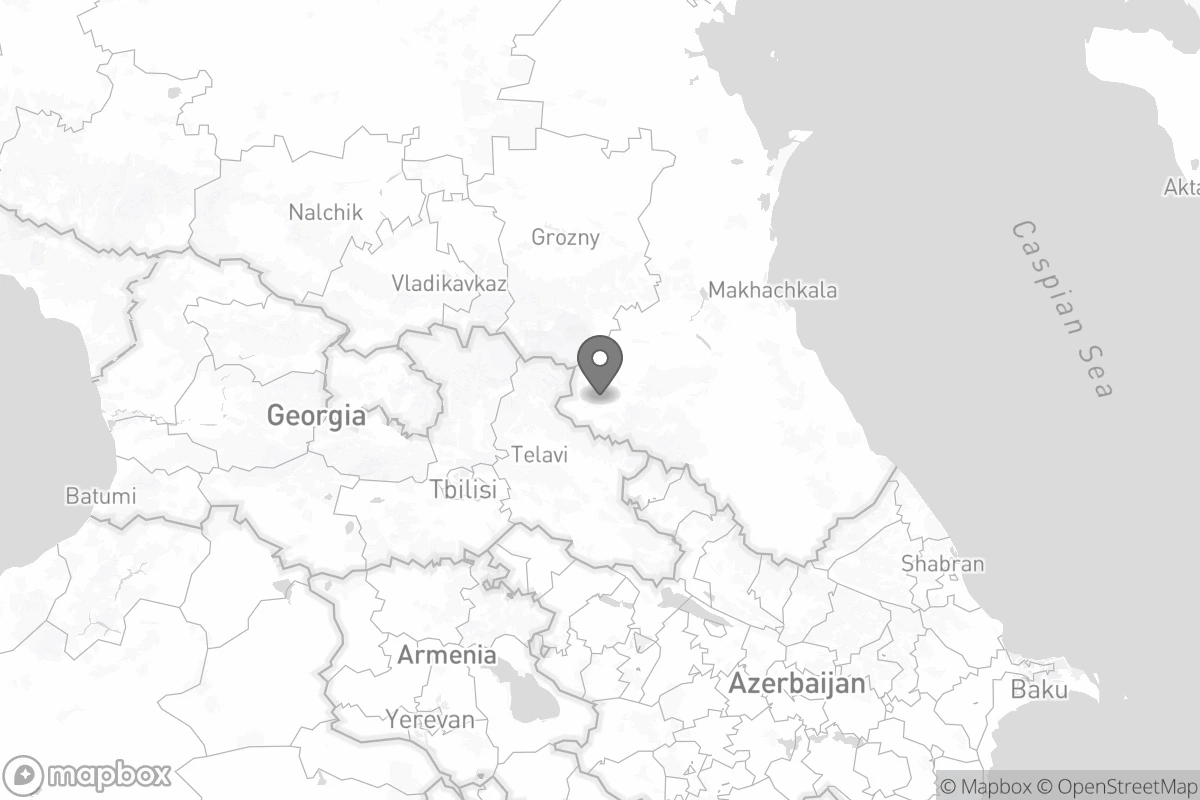 Akta
Nalchik
Grozny
Caspian Sea
Vladikavkaz
Makhachkala
Georgia
Telavi
Tbilisi
Batumi
Shabran
Armenia
Azerbaijan
Baku
Yerevan
mapbox
© Mapbox © OpenStreetMap